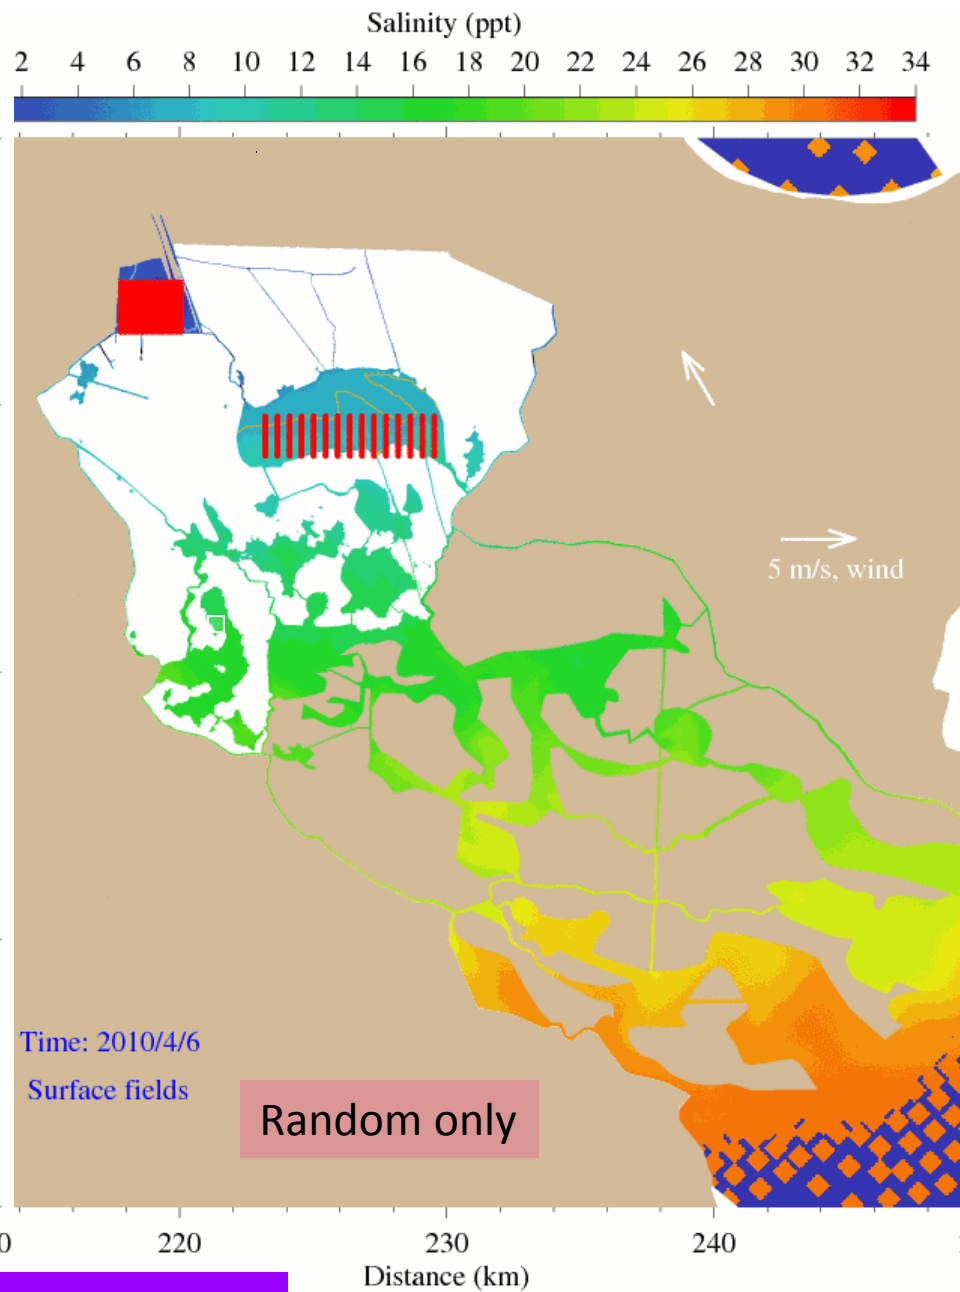 Salinity (ppt)
2 4 6 8 10 12 14 16 18 20 22 24 26 28 30 32 34
5 m/s, wind
Time: 2010/4/6
Surface fields
Random only
220 230 240
Distance (km)